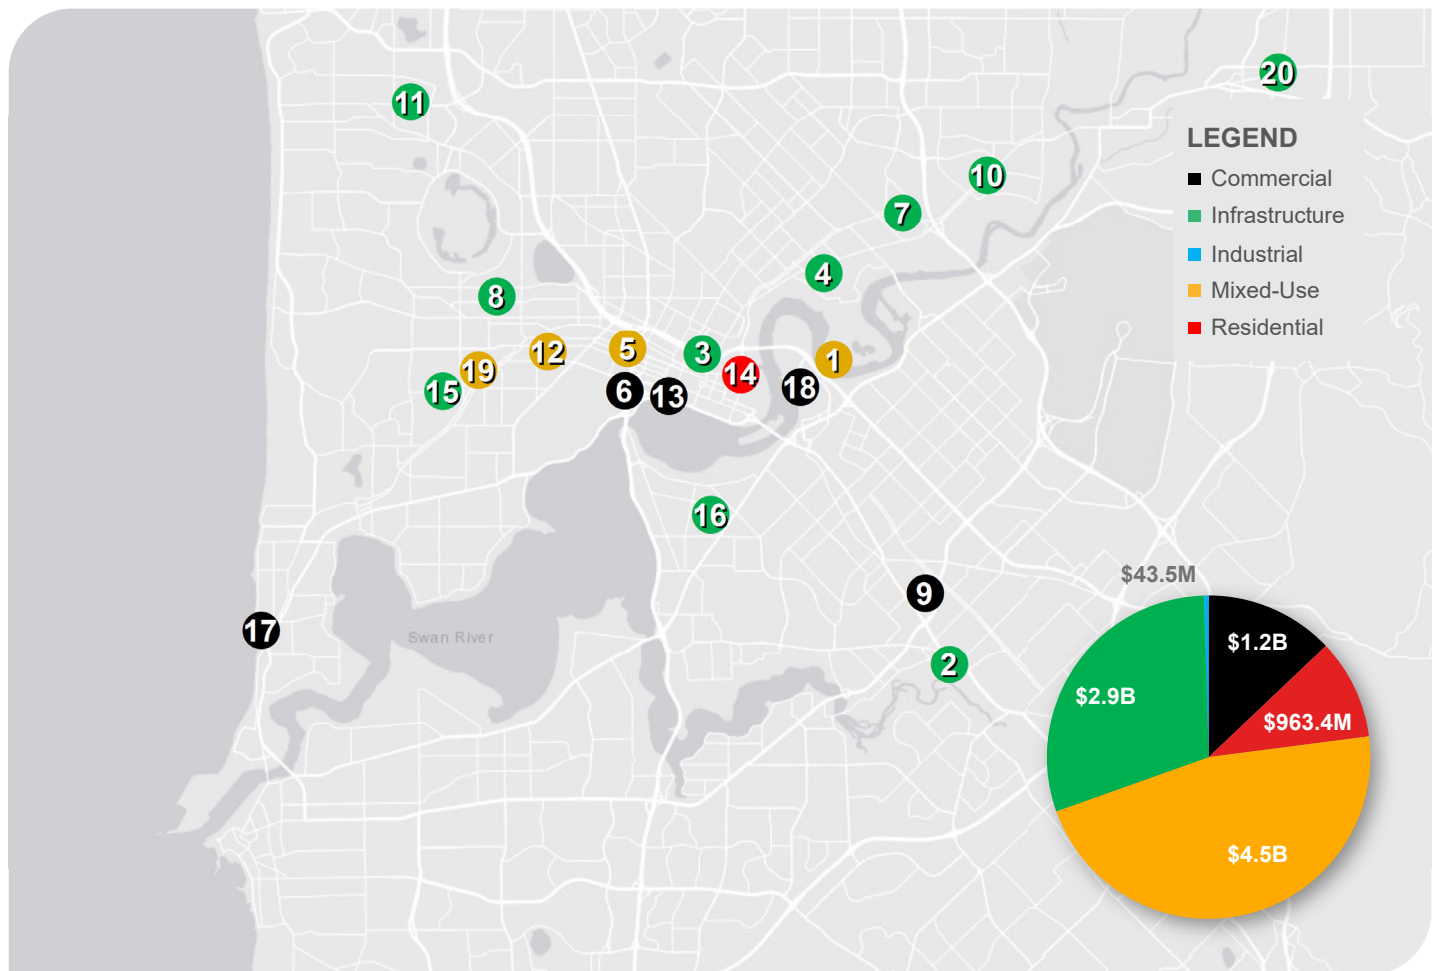 20
11
LEGEND
Commercial
Infrastructure
Industrial
Mixed-Use
Residential
10
7
4
8
5
3
12
1
19
14
15
6
13
18
16
9
17
Swan River
2
$43.5M
$1.2B
$2.9B
$963.4M
$4.5B